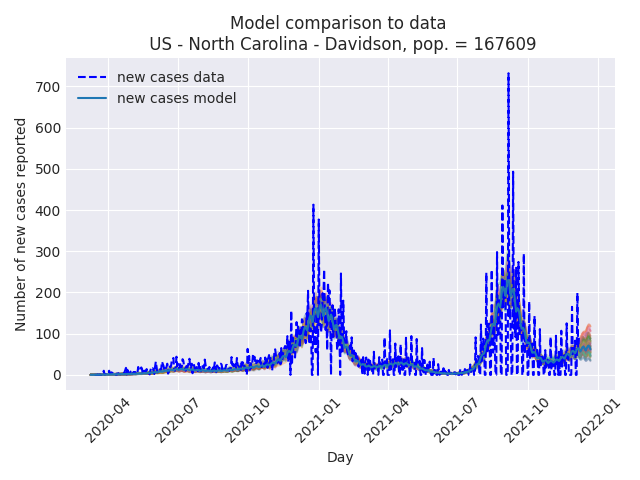 Model comparison to data
US - North Carolina - Davidson, pop. = 167609
new cases data
new cases model
Number of new cases reported
700
600
500
400
300
200
100
0
2020-04
2020-07
2020-10
2021-01
2021-04
2021-07
2021-10
2022-01
Day